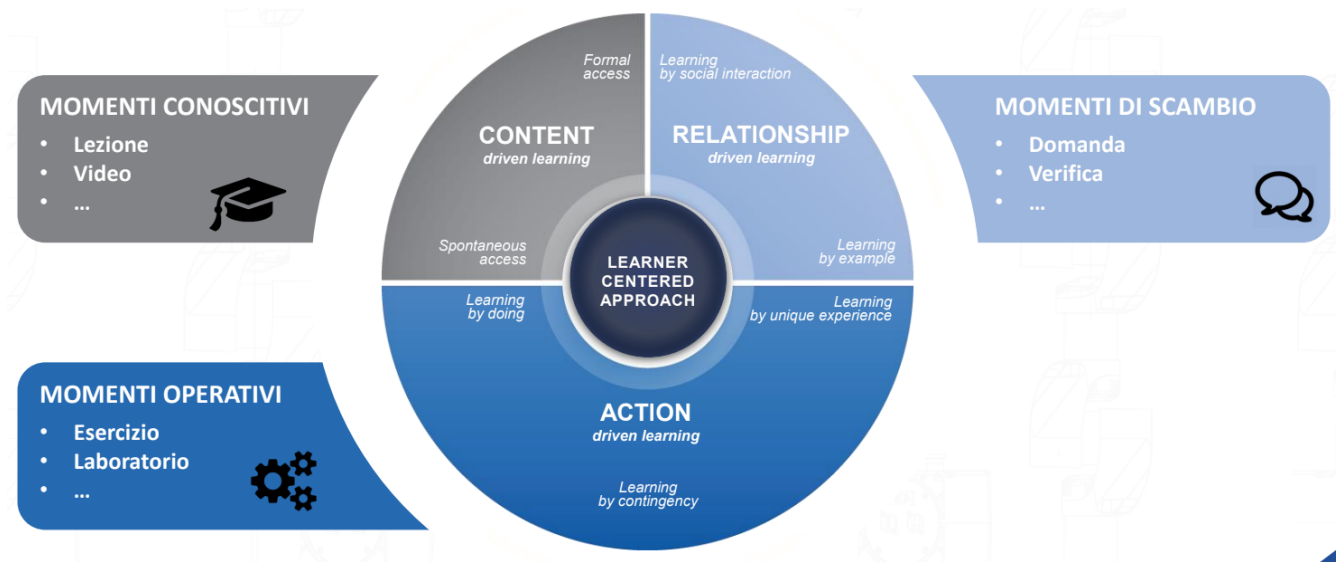 MOMENTI CONOSCITIVI
• Lezione
• Video
• ...
Formal
access
CONTENT
driven learning
Spontaneous
access
Learning
by social interaction
RELATIONSHIP
driven learning
Learning
by example
MOMENTI DI SCAMBIO
• Domanda
• Verifica
• ...
LEARNER
CENTERED
APPROACH
Learning
by doing
Learning
by unique experience
ACTION
driven learning
Learning
by contingency
MOMENTI OPERATIVI
• Esercizio
• Laboratorio
• ...